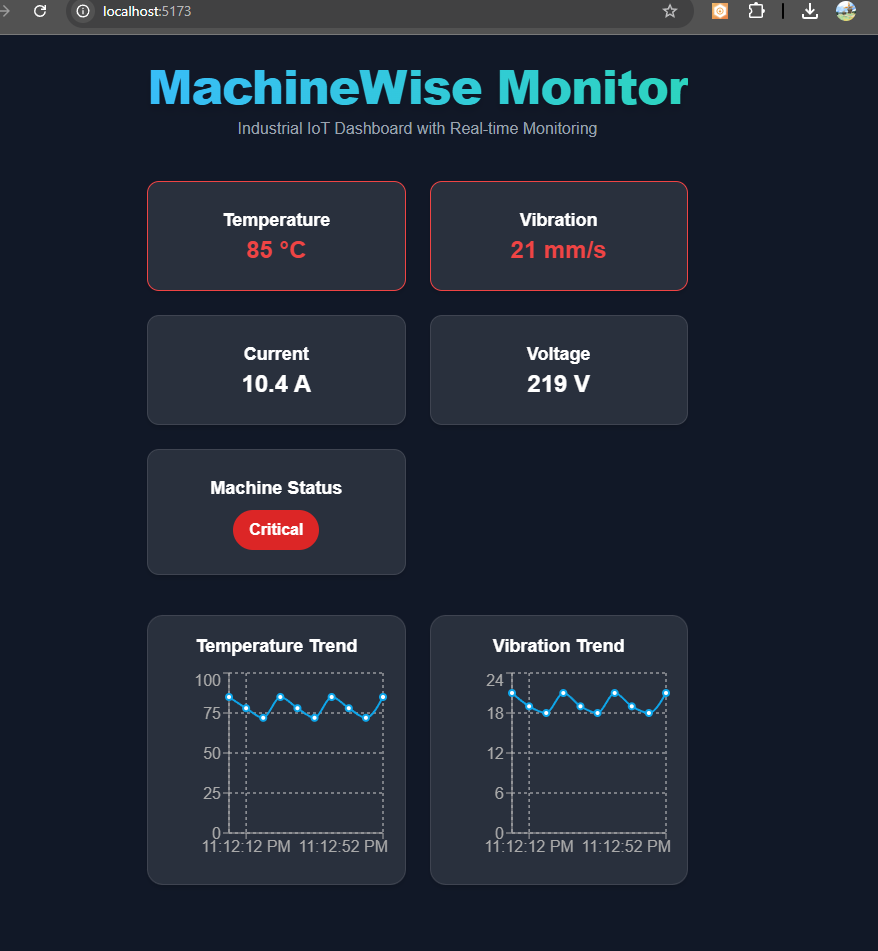 localhost:5173
MachineWise Monitor
Industrial IoT Dashboard with Real-time Monitoring
Temperature
85 °C
Vibration
21 mm/s
Current
10.4 A
Voltage
219 V
Machine Status
Critical
Temperature Trend
100
75
50
25
0
11:12:12 PM 11:12:52 PM
Vibration Trend
24
18
12
6
0
11:12:12 PM 11:12:52 PM